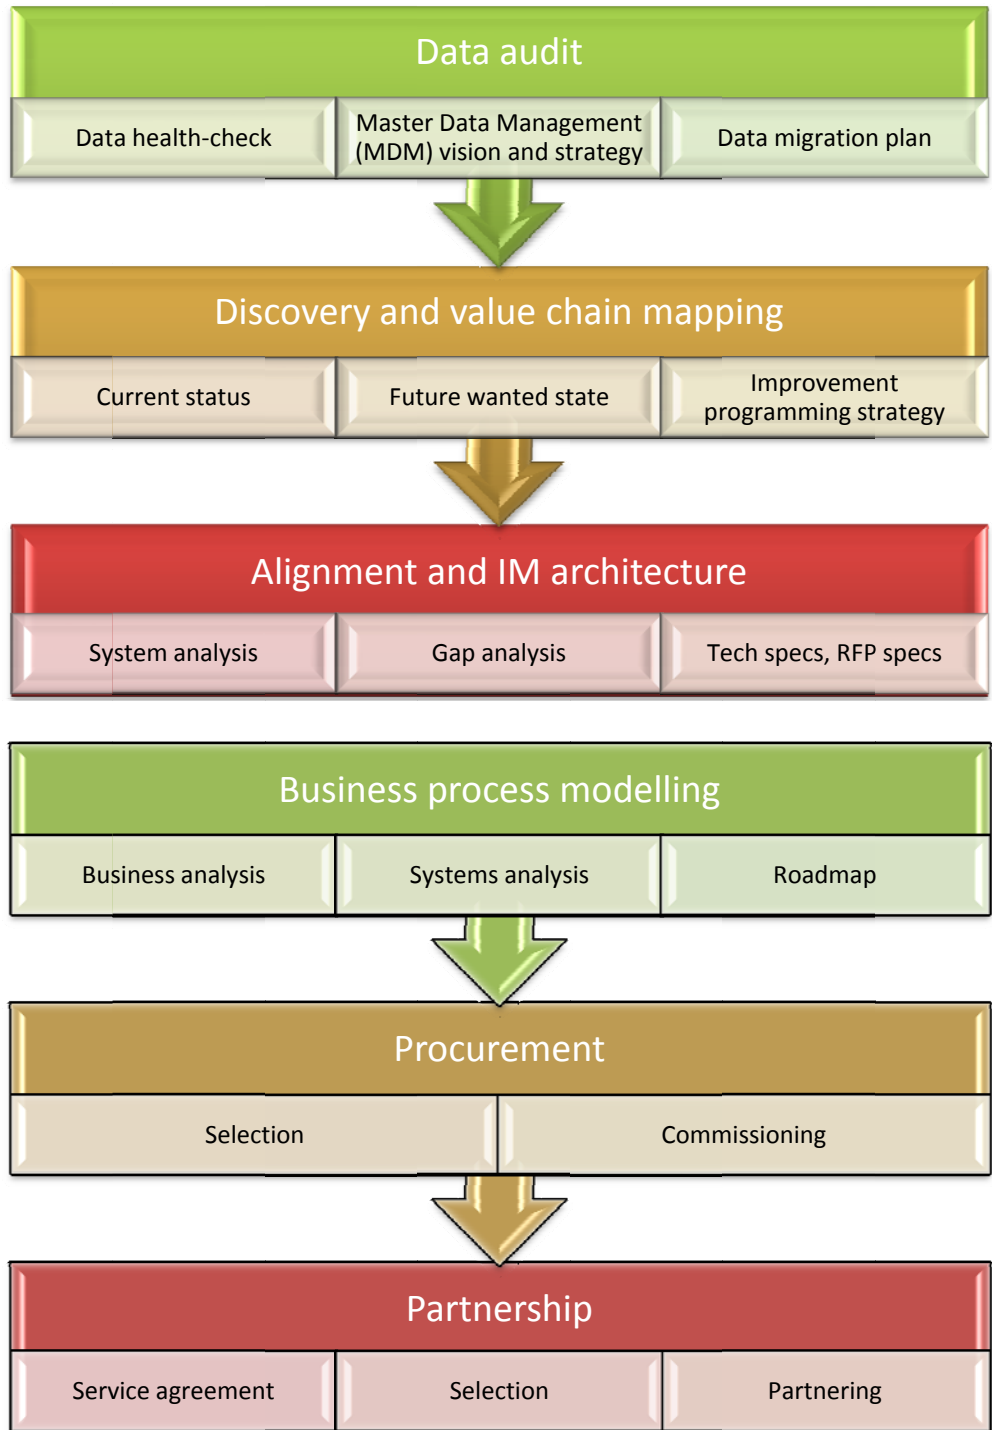 Data audit
Data health-check
Master Data Management
(MDM) vision and strategy
Data migration plan
Discovery and value chain mapping
Current status
Future wanted state
Improvement
programming strategy
Alignment and IM architecture
System analysis
Gap analysis
Tech specs, RFP specs
Business process modelling
Business analysis
Systems analysis
Roadmap
Procurement
Selection
Commissioning
Partnership
Service agreement
Selection
Partnering